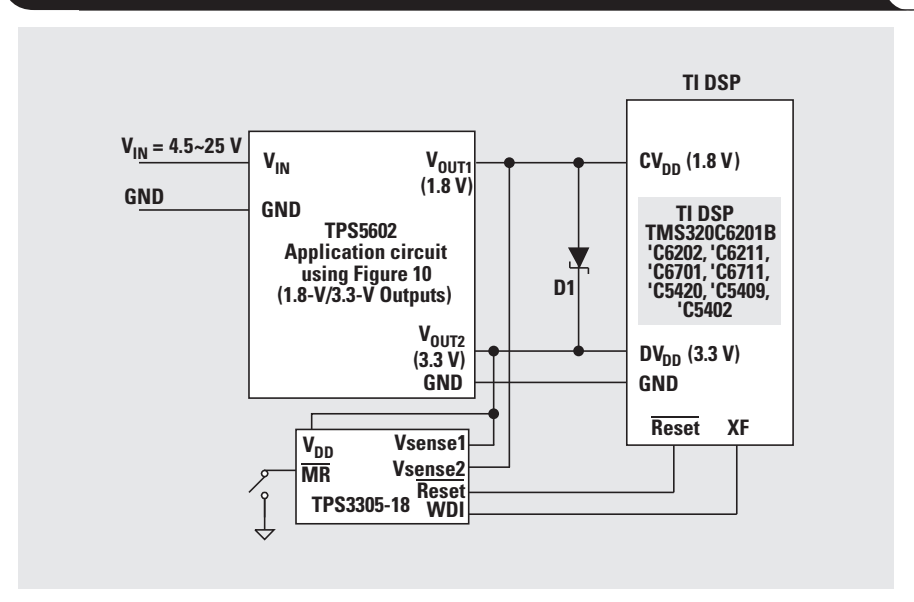 TI DSP
V_IN = 4.5~25 V
GND
V_IN
GND
TPS5602
Application circuit
using Figure 10
(1.8-V/3.3-V Outputs)
V_OUT1
(1.8 V)
V_OUT2
(3.3 V)
GND
D1
CV_DD (1.8 V)
TI DSP
TMS320C6201B
'C6202, 'C6211,
'C6701, 'C6711,
'C5420, 'C5409,
'C5402
DV_DD (3.3 V)
GND
Reset XF
V_DD
MR
TPS3305-18
Vsense1
Vsense2
Reset
WDI